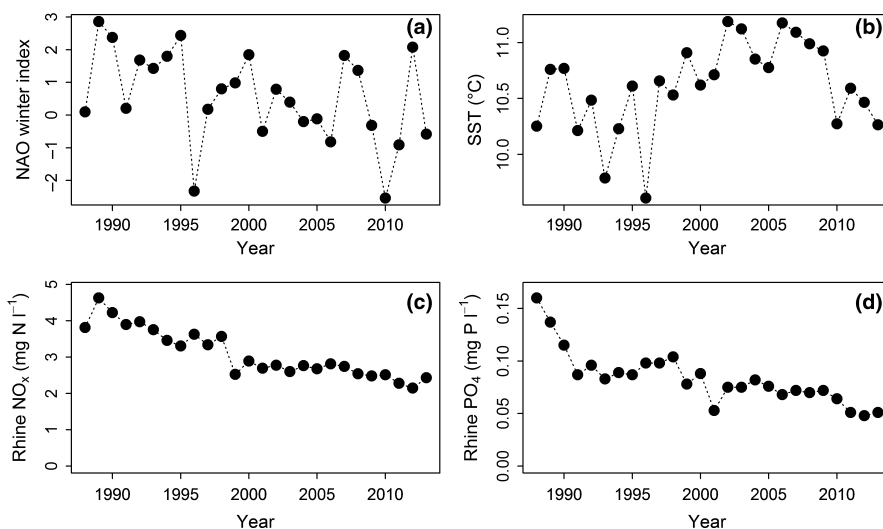 (a)
NAO winter index
3
2
1
0
−1
−2
1990 1995 2000 2005 2010
Year
(b)
SST (°C)
11.0
10.5
10.0
1990 1995 2000 2005 2010
Year
(c)
Rhine NOx (mg N l−1)
5
4
3
2
1
0
1990 1995 2000 2005 2010
Year
(d)
Rhine PO4 (mg P l−1)
0.15
0.10
0.05
0.00
1990 1995 2000 2005 2010
Year